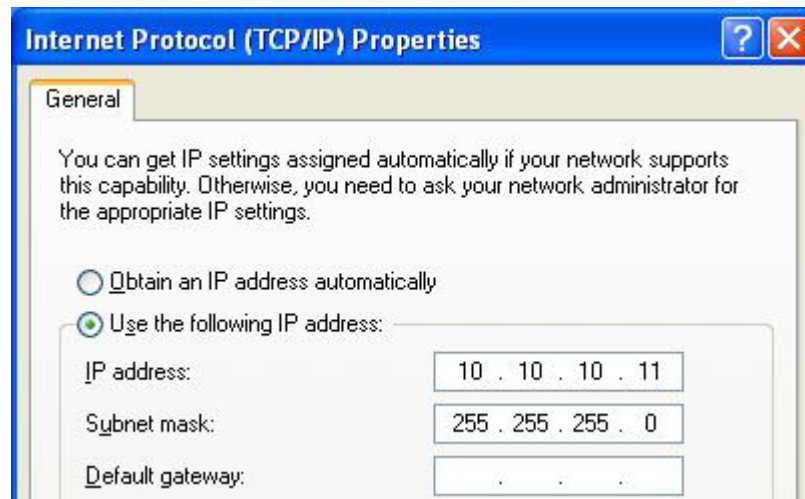 Internet Protocol (TCP/IP) Properties
General
You can get IP settings assigned automatically if your network supports
this capability. Otherwise, you need to ask your network administrator for
the appropriate IP settings.
Obtain an IP address automatically
Use the following IP address:
IP address: 10 . 10 . 10 . 11
Subnet mask: 255 . 255 . 255 . 0
Default gateway: . . .